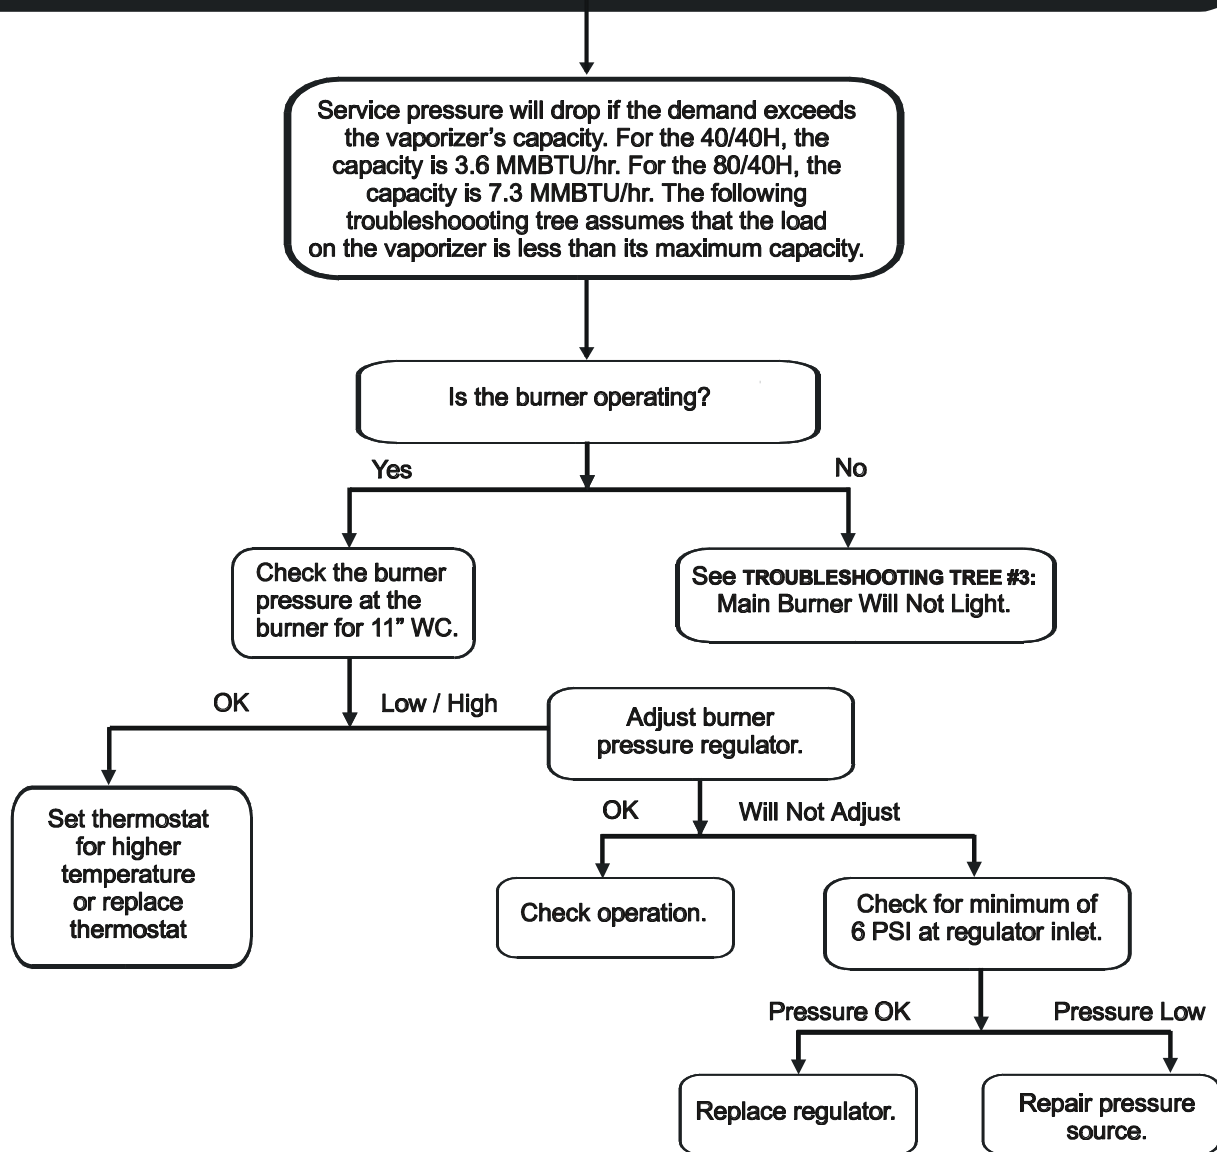 Service pressure will drop if the demand exceeds
the vaporizer's capacity. For the 40/40H, the
capacity is 3.6 MMBTU/hr. For the 80/40H, the
capacity is 7.3 MMBTU/hr. The following
troubleshoooting tree assumes that the load
on the vaporizer is less than its maximum capacity.
Is the burner operating?
Yes
No
Check the burner
pressure at the
burner for 11” WC.
See TROUBLESHOOTING TREE #3:
Main Burner Will Not Light.
OK
Low / High
Adjust burner
pressure regulator.
Set thermostat
for higher
temperature
or replace
thermostat
OK
Will Not Adjust
Check operation.
Check for minimum of
6 PSI at regulator inlet.
Pressure OK
Pressure Low
Replace regulator.
Repair pressure
source.